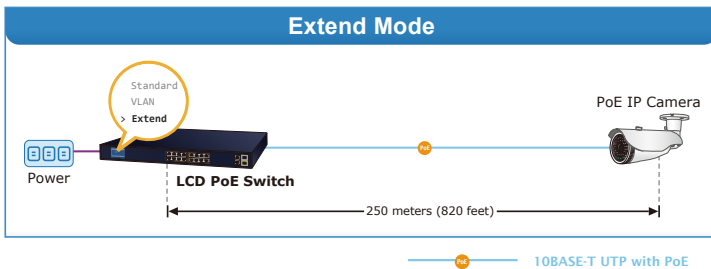 Extend Mode
Standard
VLAN
> Extend
PoE IP Camera
PoE
Power
LCD PoE Switch
250 meters (820 feet)
PoE
10BASE-T UTP with PoE